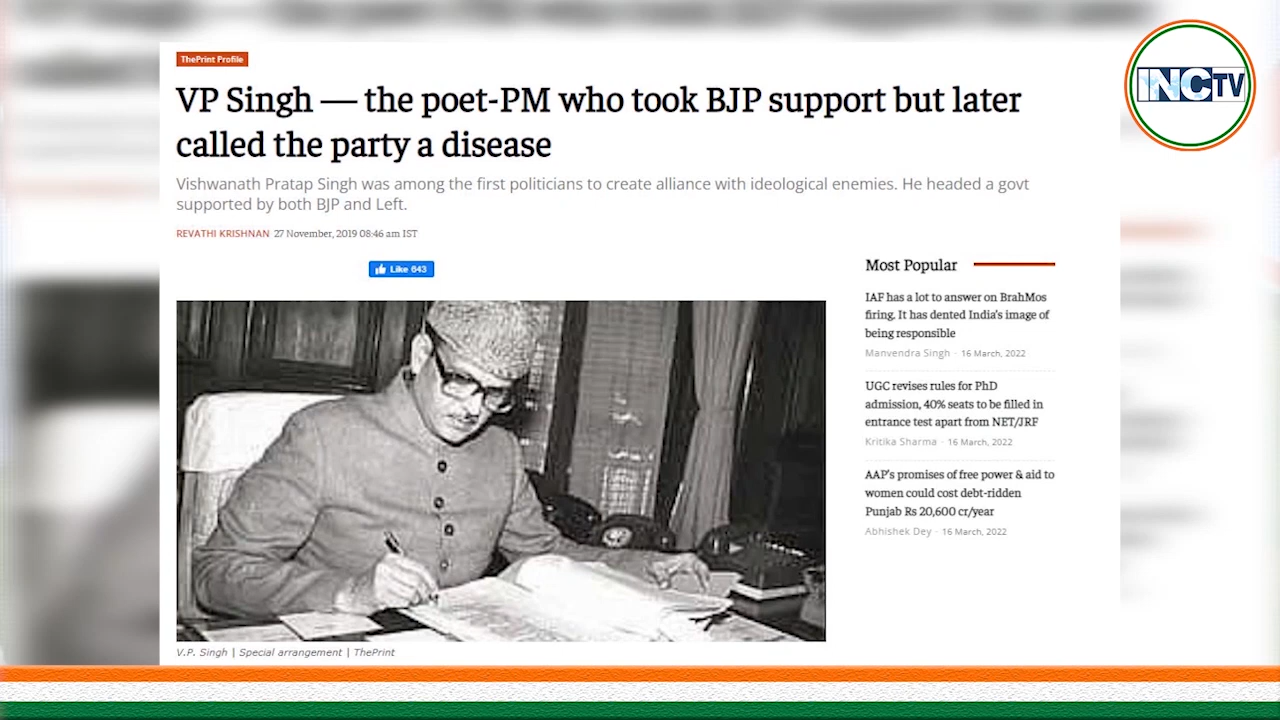 ThePrint Profile
VP Singh — the poet-PM who took BJP support but later
called the party a disease
Vishwanath Pratap Singh was among the first politicians to create alliance with ideological enemies. He headed a govt
supported by both BJP and Left.
REVATHI KRISHNAN 27 November, 2019 08:46 am IST
Like 643
V.P. Singh | Special arrangement | ThePrint
Most Popular
IAF has a lot to answer on BrahMos
firing. It has dented India's image of
being responsible
Manvendra Singh · 16 March, 2022
UGC revises rules for PhD
admission, 40% seats to be filled in
entrance test apart from NET/JRF
Kritika Sharma · 16 March, 2022
AAP's promises of free power & aid to
women could cost debt-ridden
Punjab Rs 20,600 cr/year
Abhishek Dey · 16 March, 2022
INCTV